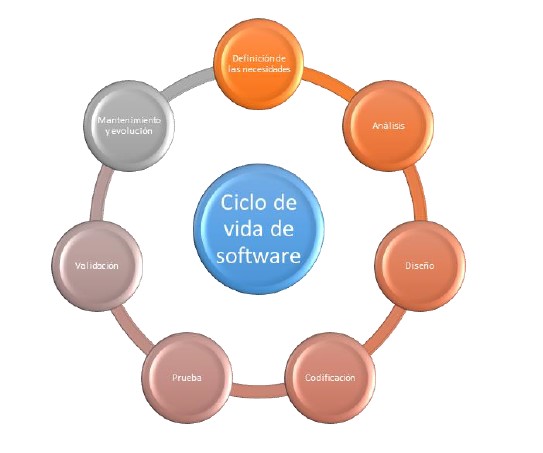 Definición de
las necesidades
Análisis
Diseño
Codificación
Prueba
Validación
Mantenimiento
y evolución
Ciclo de
vida de
software